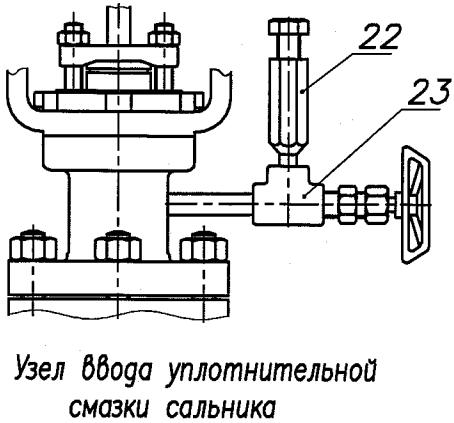 22
23
Узел ввода уплотнительной
смазки сальника